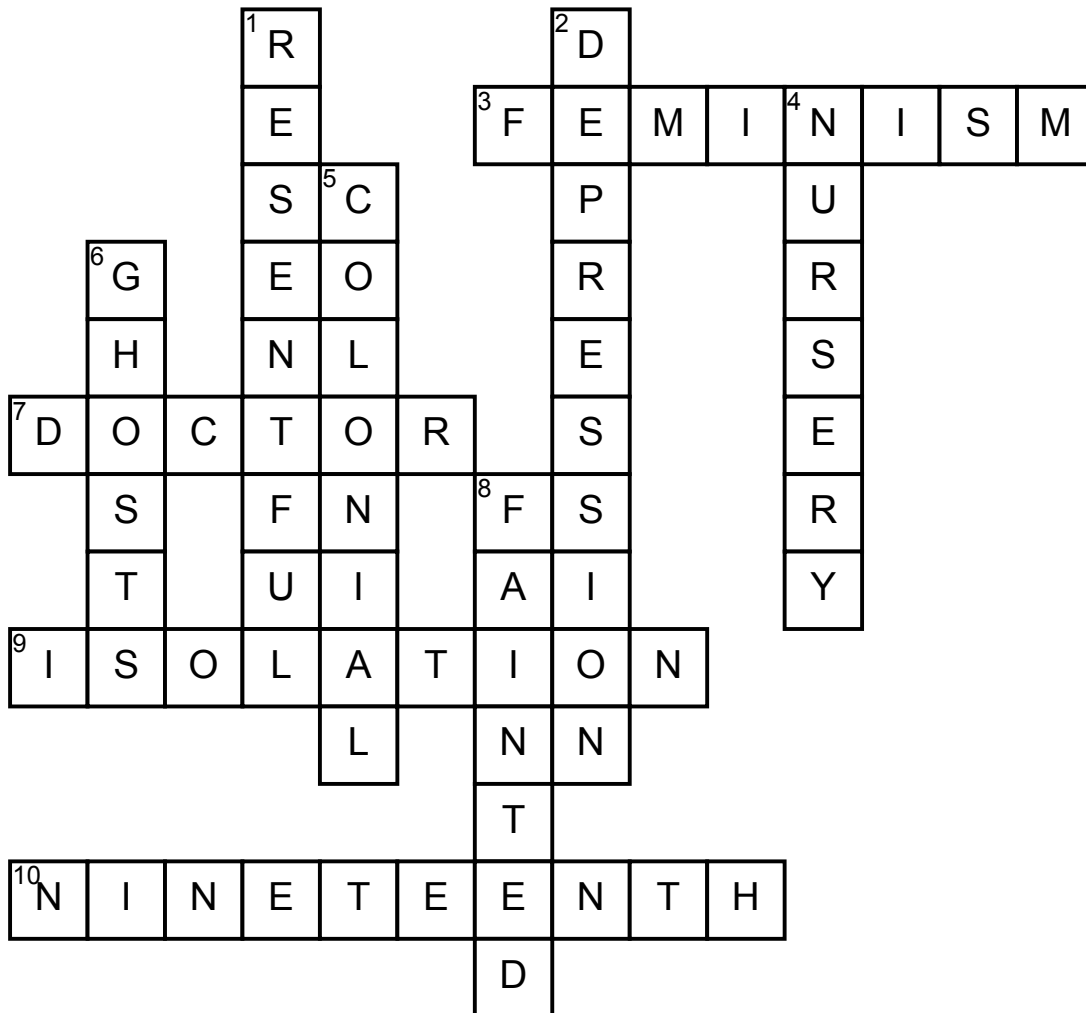 1 R 2 D
E 3 F E M I 4 N I S M
S 5 C P U
6 G E O R R
H N L E S
7 D O C T O R S E
S F N 8 F S R
T U I A I Y
9 I S O L A T I O N
L N N
T
10 N I N E T E E N T H
D